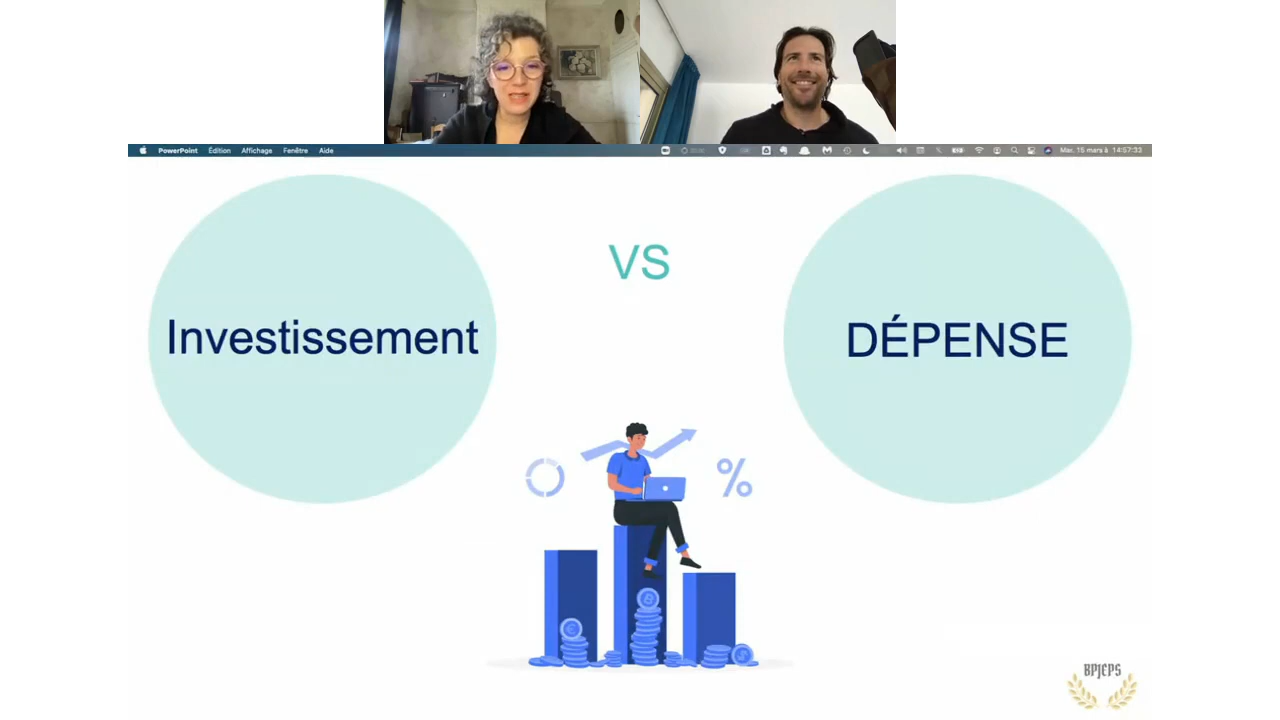 PowerPoint Édition Affichage Fenêtre Aide Mar. 15 mars à 14:57:33
Investissement
VS
DÉPENSE
%
BPJEPS